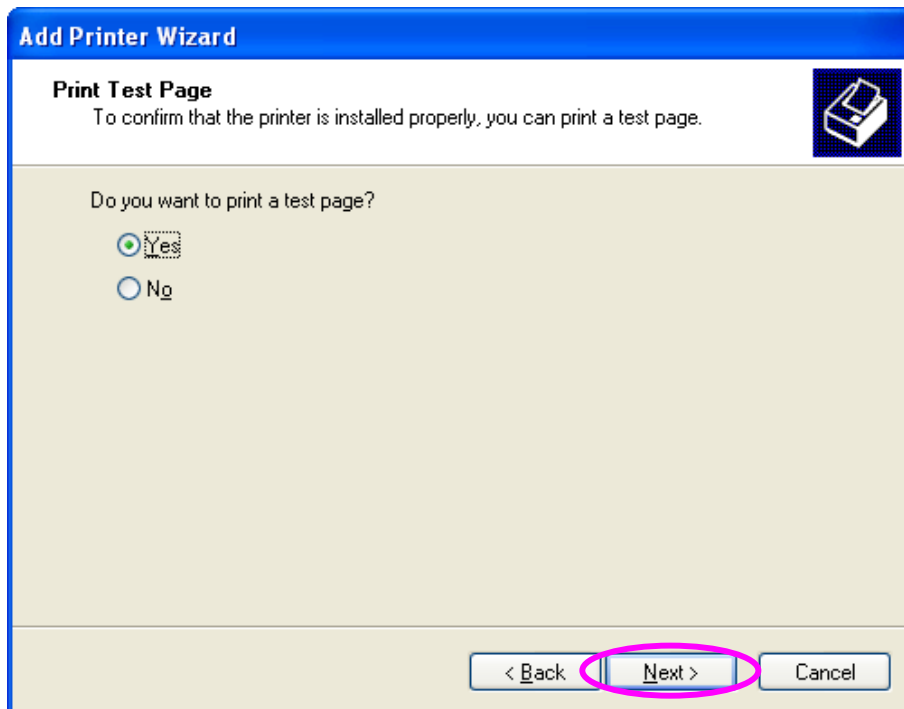 Add Printer Wizard
Print Test Page
To confirm that the printer is installed properly, you can print a test page.
Do you want to print a test page?
Yes
No
< Back Next > Cancel